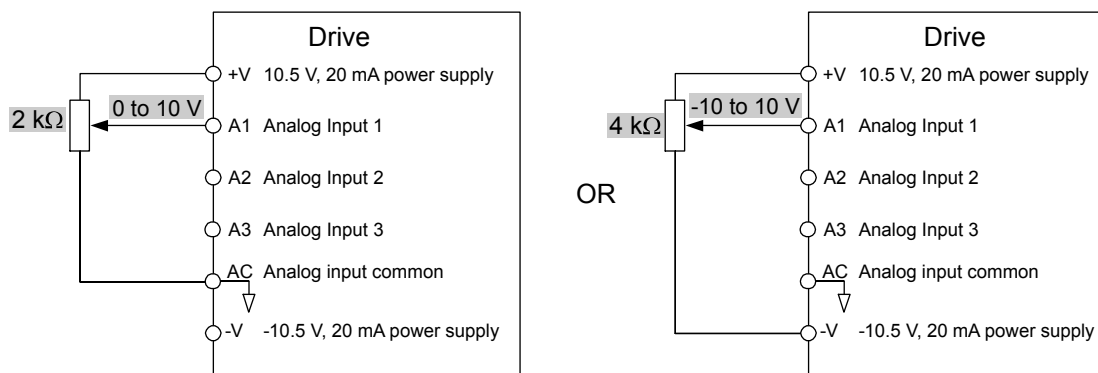 Drive
+V 10.5 V, 20 mA power supply
2 kΩ
0 to 10 V
A1 Analog Input 1
A2 Analog Input 2
A3 Analog Input 3
AC Analog input common
-V -10.5 V, 20 mA power supply
OR
Drive
+V 10.5 V, 20 mA power supply
4 kΩ
-10 to 10 V
A1 Analog Input 1
A2 Analog Input 2
A3 Analog Input 3
AC Analog input common
-V -10.5 V, 20 mA power supply